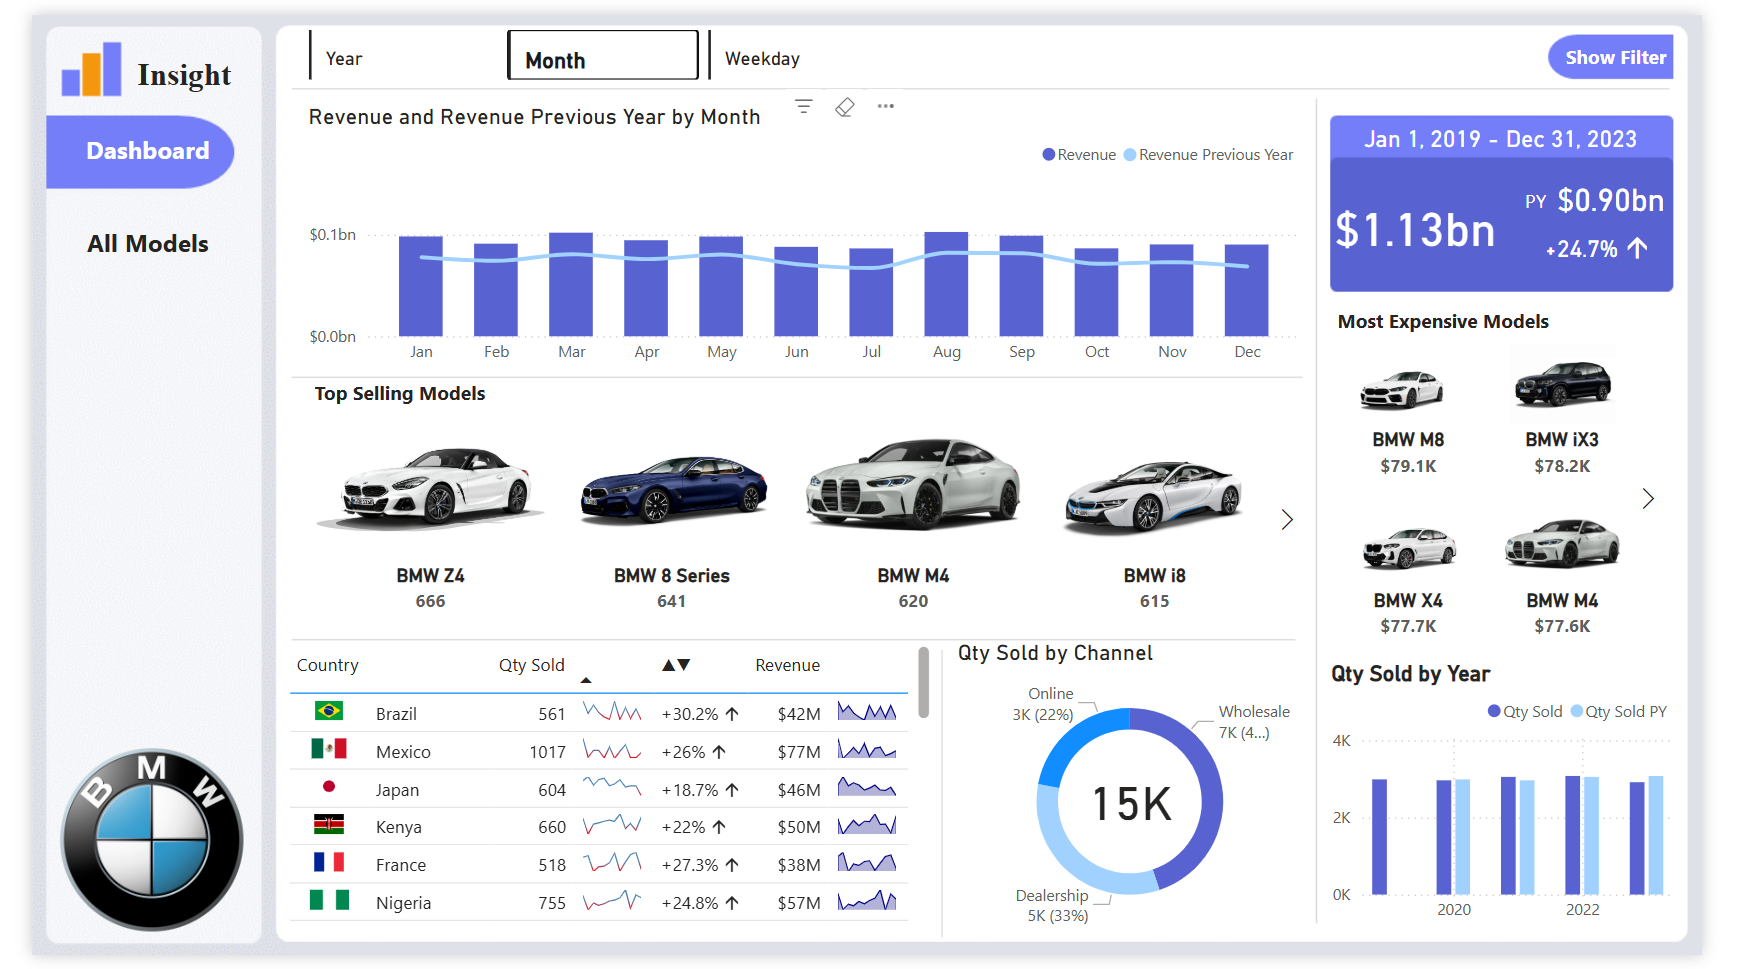 Insight
Dashboard
All Models
BMW
Year
Month
Weekday
Show Filter
Revenue and Revenue Previous Year by Month
Revenue
Revenue Previous Year
$0.1bn
$0.0bn
Jan Feb Mar Apr May Jun Jul Aug Sep Oct Nov Dec
Jan 1, 2019 - Dec 31, 2023
$1.13bn
PY $0.90bn
+24.7% ↑
Top Selling Models
BMW Z4
666
BMW 8 Series
641
BMW M4
620
BMW i8
615
Most Expensive Models
BMW M8
$79.1K
BMW iX3
$78.2K
BMW X4
$77.7K
BMW M4
$77.6K
Country Qty Sold ▲▼ Revenue
Brazil 561 +30.2% ↑ $42M
Mexico 1017 +26% ↑ $77M
Japan 604 +18.7% ↑ $46M
Kenya 660 +22% ↑ $50M
France 518 +27.3% ↑ $38M
Nigeria 755 +24.8% ↑ $57M
Qty Sold by Channel
Online
3K (22%)
Wholesale
7K (4...)
15K
Dealership
5K (33%)
Qty Sold by Year
Qty Sold
Qty Sold PY
4K
2K
0K
2020 2022